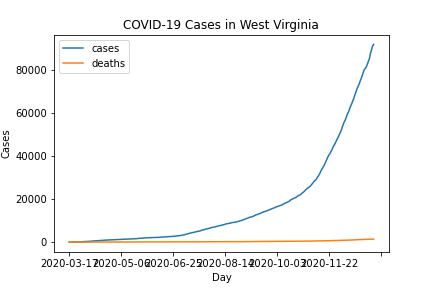 COVID-19 Cases in West Virginia
cases
deaths
80000
60000
40000
20000
0
Cases
2020-03-17 2020-05-06 2020-06-25 2020-08-14 2020-10-03 2020-11-22
Day